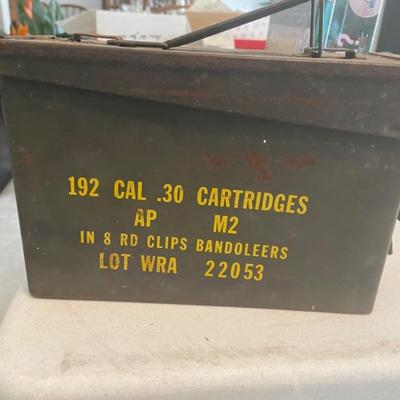 192 CAL .30 CARTRIDGES
AP M2
IN 8 RD CLIPS BANDOLEERS
LOT WRA 22053